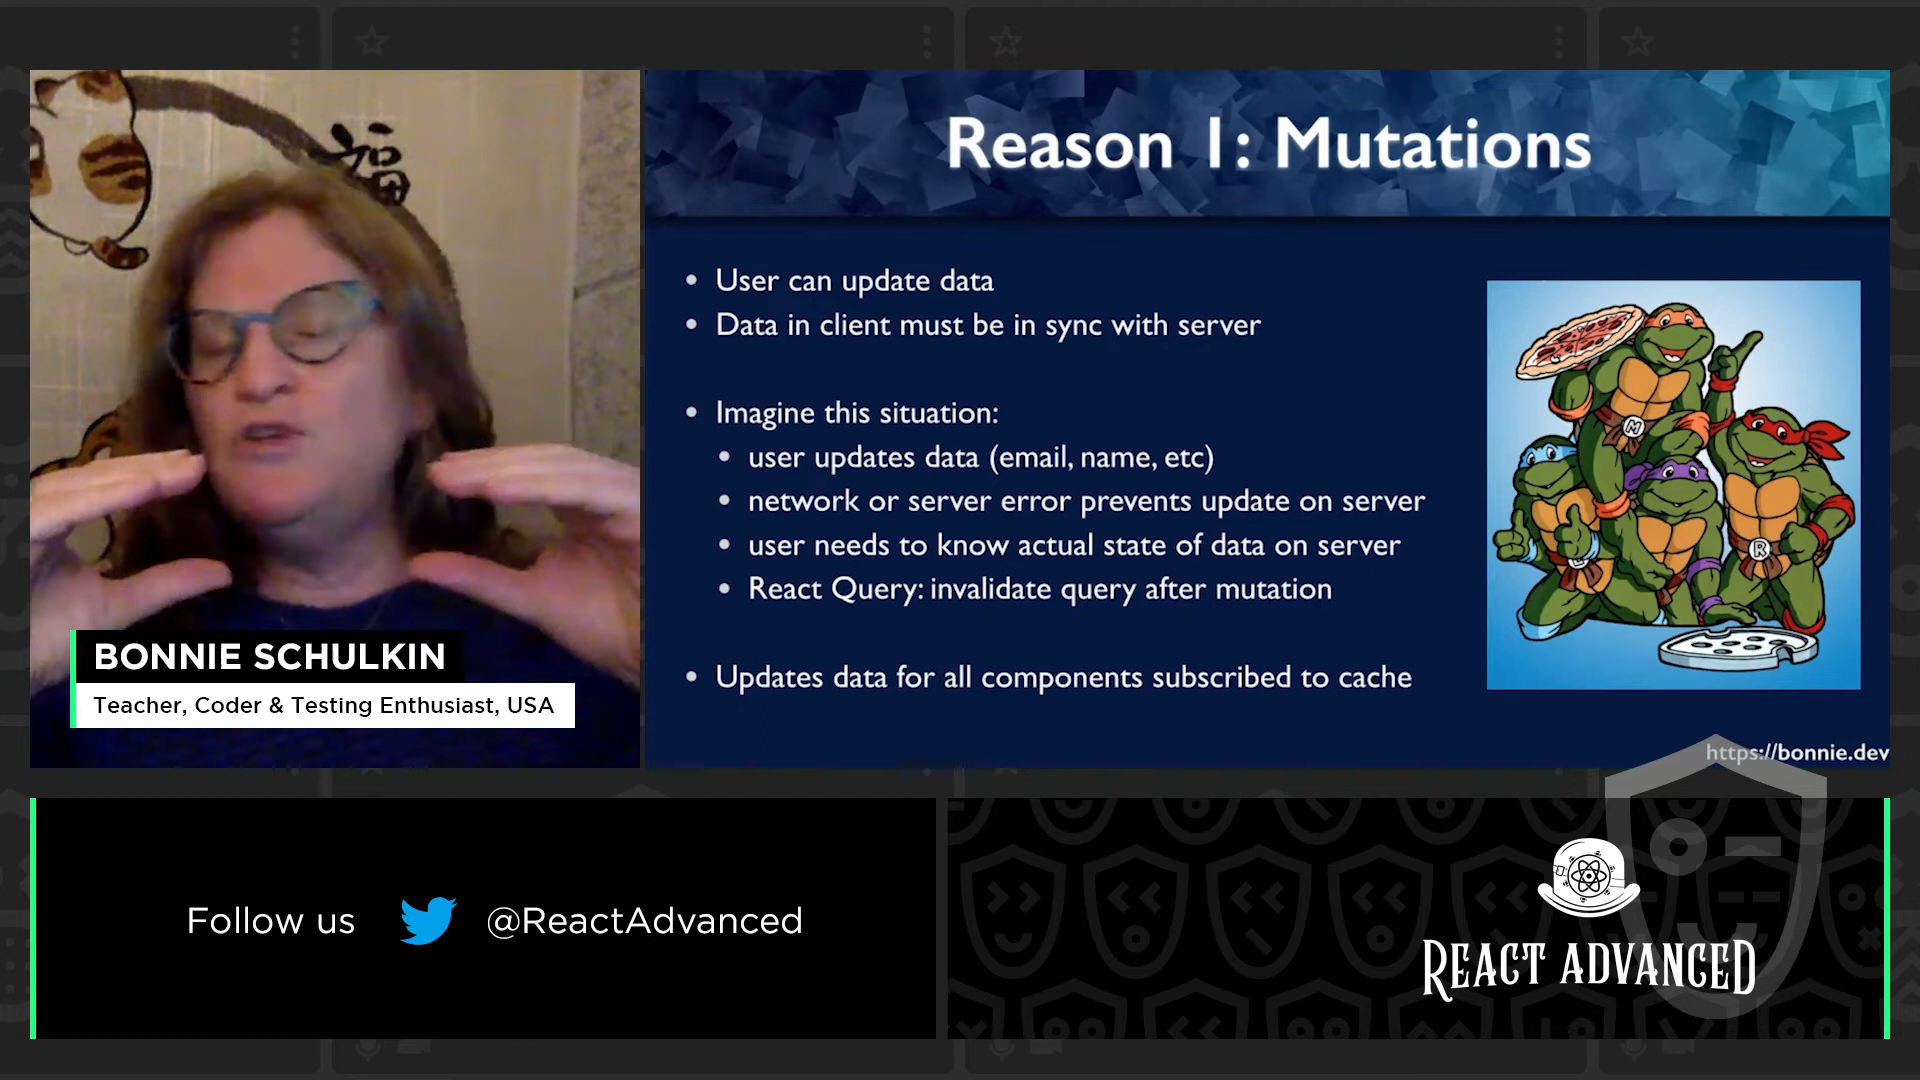 福
BONNIE SCHULKIN
Teacher, Coder & Testing Enthusiast, USA
Reason 1: Mutations
• User can update data
• Data in client must be in sync with server
• Imagine this situation:
• user updates data (email, name, etc)
• network or server error prevents update on server
• user needs to know actual state of data on server
• React Query: invalidate query after mutation
• Updates data for all components subscribed to cache
M
R
https://bonnie.dev
Follow us @ReactAdvanced
REACT ADVANCED